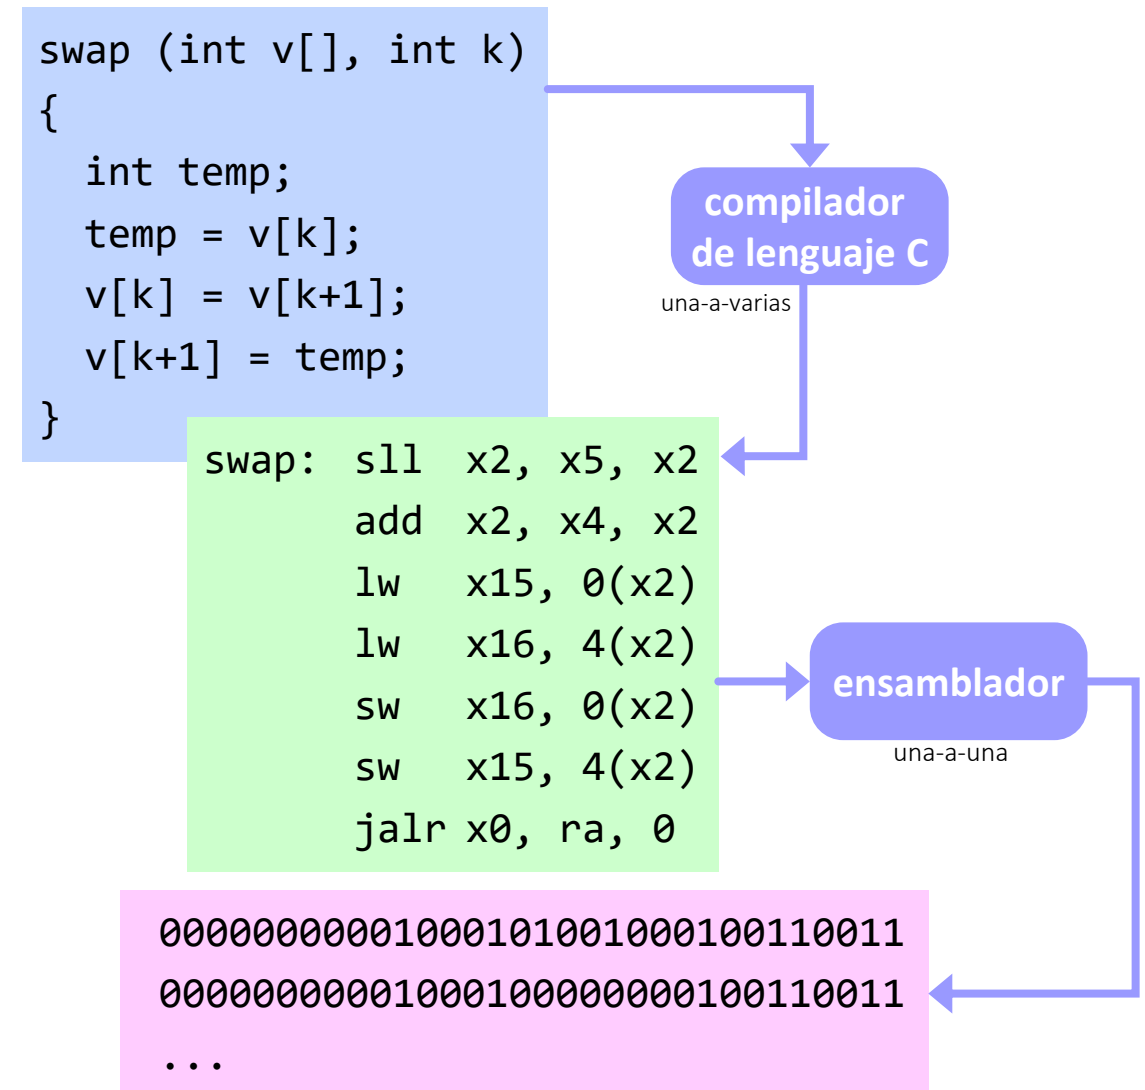 swap (int v[], int k)
{
int temp;
temp = v[k];
v[k] = v[k+1];
v[k+1] = temp;
}
compilador
de lenguaje C
una-a-varias
swap: sll x2, x5, x2
add x2, x4, x2
lw x15, 0(x2)
lw x16, 4(x2)
sw x16, 0(x2)
sw x15, 4(x2)
jalr x0, ra, 0
ensamblador
una-a-una
00000000001000101001000100110011
00000000001000100000000100110011
...